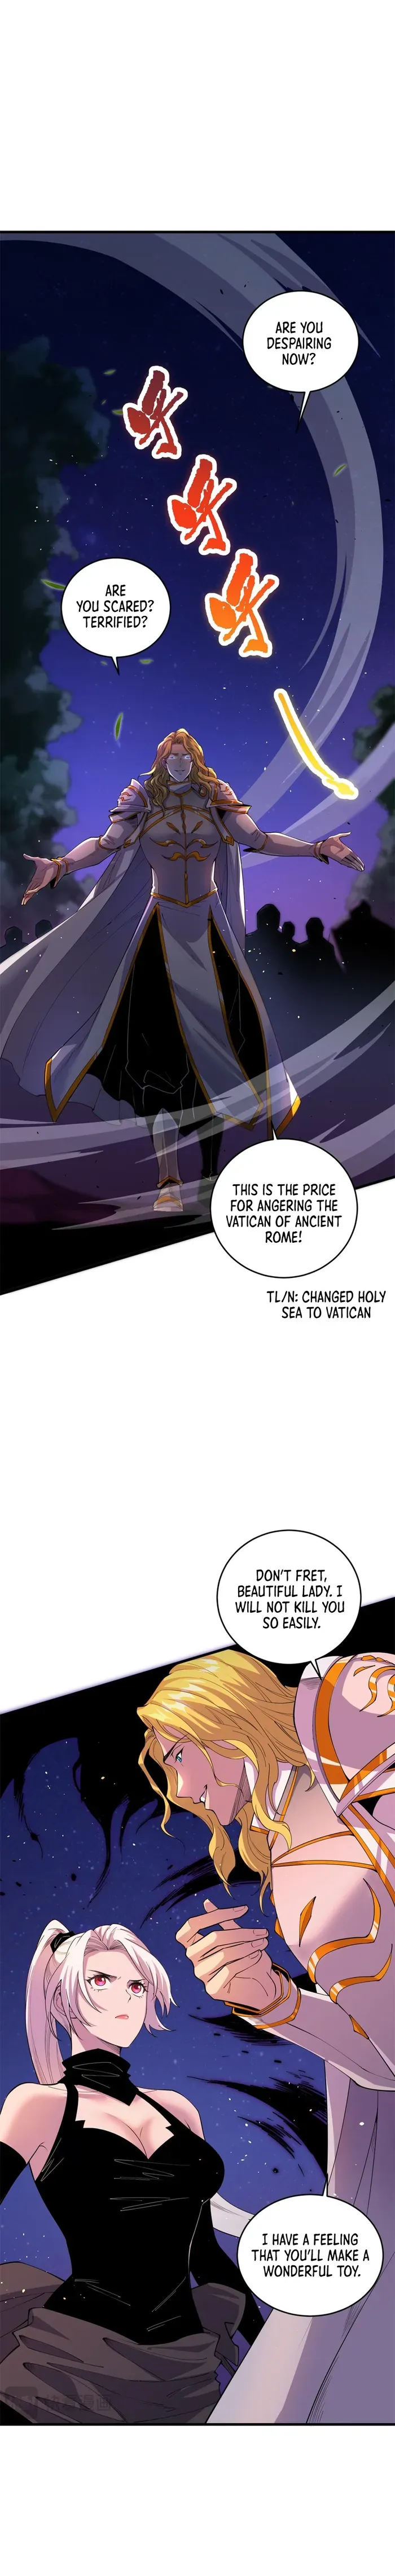 ARE YOU
DESPAIRING
NOW?
ARE
YOU SCARED?
TERRIFIED?
THIS IS THE PRICE
FOR ANGERING THE
VATICAN OF ANCIENT
ROME!
TL/N: CHANGED HOLY
SEA TO VATICAN
DON'T FRET,
BEAUTIFUL LADY. I
WILL NOT KILL YOU
SO EASILY.
I HAVE A FEELING
THAT YOU'LL MAKE A
WONDERFUL TOY.